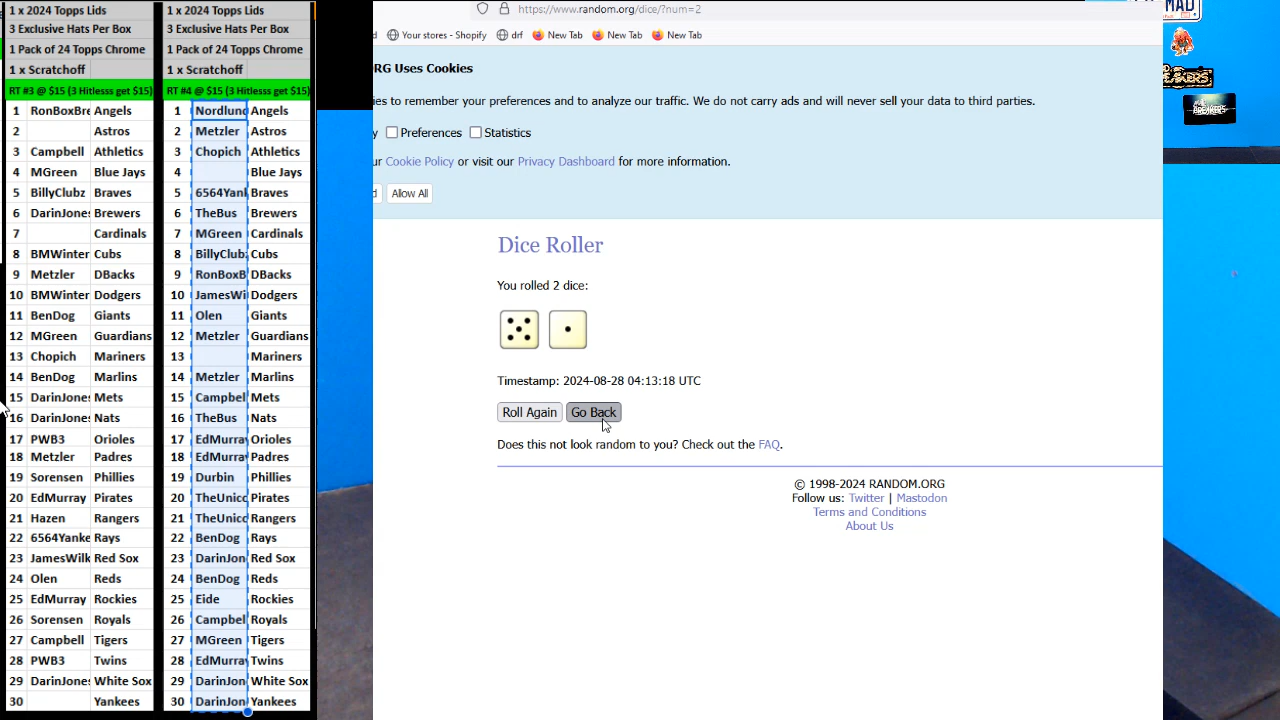 1 x 2024 Topps Lids
3 Exclusive Hats Per Box
1 Pack of 24 Topps Chrome
1 x Scratchoff
RT #3 @ $15 (3 Hitlesss get $15)
1 RonBoxBre Angels
2 Astros
3 Campbell Athletics
4 MGreen Blue Jays
5 BillyClubz Braves
6 DarinJones Brewers
7 Cardinals
8 BMWinter Cubs
9 Metzler DBacks
10 BMWinter Dodgers
11 BenDog Giants
12 MGreen Guardians
13 Chopich Mariners
14 BenDog Marlins
15 DarinJones Mets
16 DarinJones Nats
17 PWB3 Orioles
18 Metzler Padres
19 Sorensen Phillies
20 EdMurray Pirates
21 Hazen Rangers
22 6564Yanke Rays
23 JamesWilk Red Sox
24 Olen Reds
25 EdMurray Rockies
26 Sorensen Royals
27 Campbell Tigers
28 PWB3 Twins
29 DarinJones White Sox
30 Yankees
1 x 2024 Topps Lids
3 Exclusive Hats Per Box
1 Pack of 24 Topps Chrome
1 x Scratchoff
RT #4 @ $15 (3 Hitlesss get $15)
1 Nordlund Angels
2 Metzler Astros
3 Chopich Athletics
4 Blue Jays
5 6564Yank Braves
6 TheBus Brewers
7 MGreen Cardinals
8 BillyClubz Cubs
9 RonBoxB DBacks
10 JamesWi Dodgers
11 Olen Giants
12 Metzler Guardians
13 Mariners
14 Metzler Marlins
15 Campbel Mets
16 TheBus Nats
17 EdMurray Orioles
18 EdMurray Padres
19 Durbin Phillies
20 TheUnico Pirates
21 TheUnico Rangers
22 BenDog Rays
23 DarinJon Red Sox
24 BenDog Reds
25 Eide Rockies
26 Campbel Royals
27 MGreen Tigers
28 EdMurray Twins
29 DarinJon White Sox
30 DarinJon Yankees
https://www.random.org/dice/?num=2
Your stores - Shopify drf New Tab New Tab New Tab
RG Uses Cookies
ies to remember your preferences and to analyze our traffic. We do not carry ads and will never sell your data to third parties.
y Preferences Statistics
ur Cookie Policy or visit our Privacy Dashboard for more information.
d Allow All
Dice Roller
You rolled 2 dice:
Timestamp: 2024-08-28 04:13:18 UTC
Roll Again Go Back
Does this not look random to you? Check out the FAQ.
© 1998-2024 RANDOM.ORG
Follow us: Twitter | Mastodon
Terms and Conditions
About Us
MAD